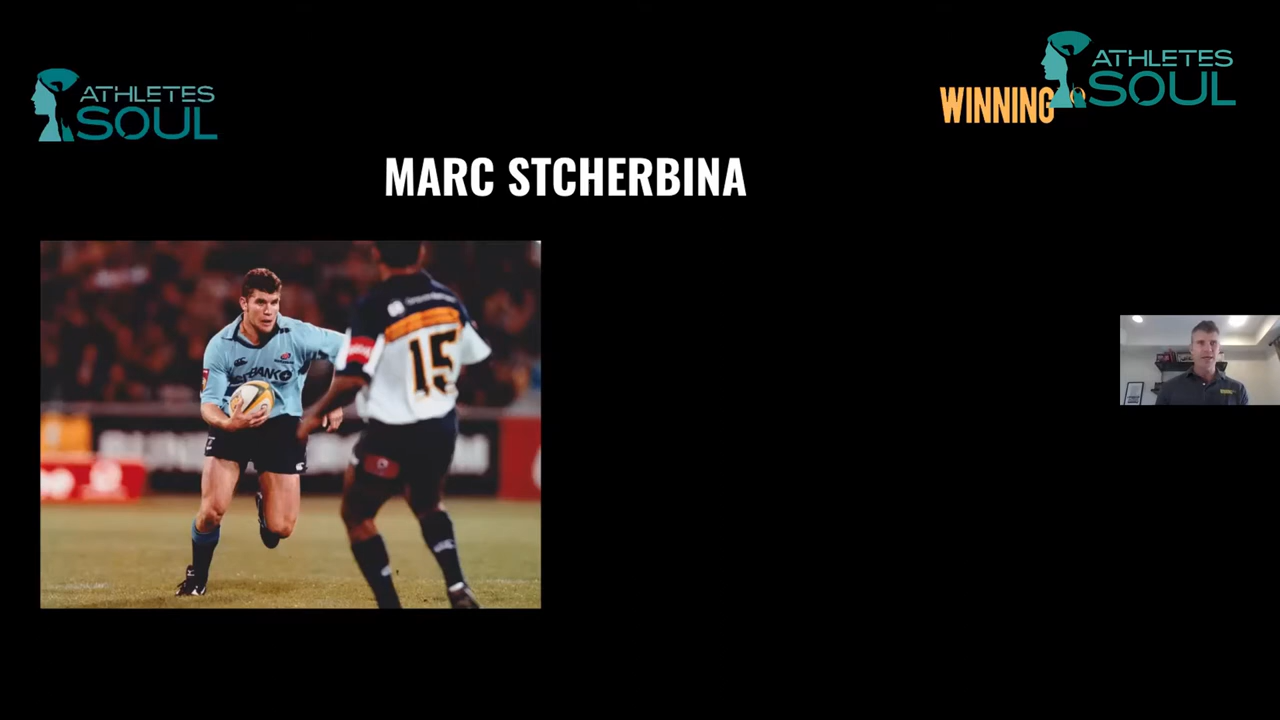 ATHLETES
SOUL
WINNING
ATHLETES
SOUL
MARC STCHERBINA
15